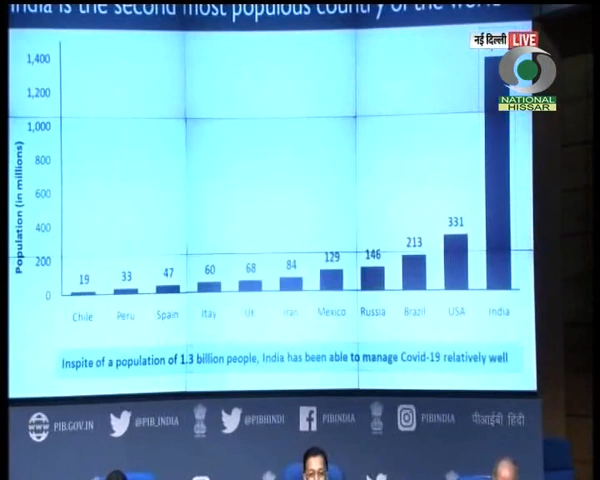 India is the second most populous country of the world
नई दिल्ली LIVE
NATIONAL
HISSAR
Population (in millions)
1,400
1,200
1,000
800
600
400
200
0
19 33 47 60 68 84 129 146 213 331
Chile Peru Spain Itay UK Iran Mexico Russia Brazil USA India
Inspite of a population of 1.3 billion people, India has been able to manage Covid-19 relatively well
PIB.GOV.IN @PIB_INDIA @PIBHINDI PIBINDIA PIBINDIA पीआईबी हिंदी